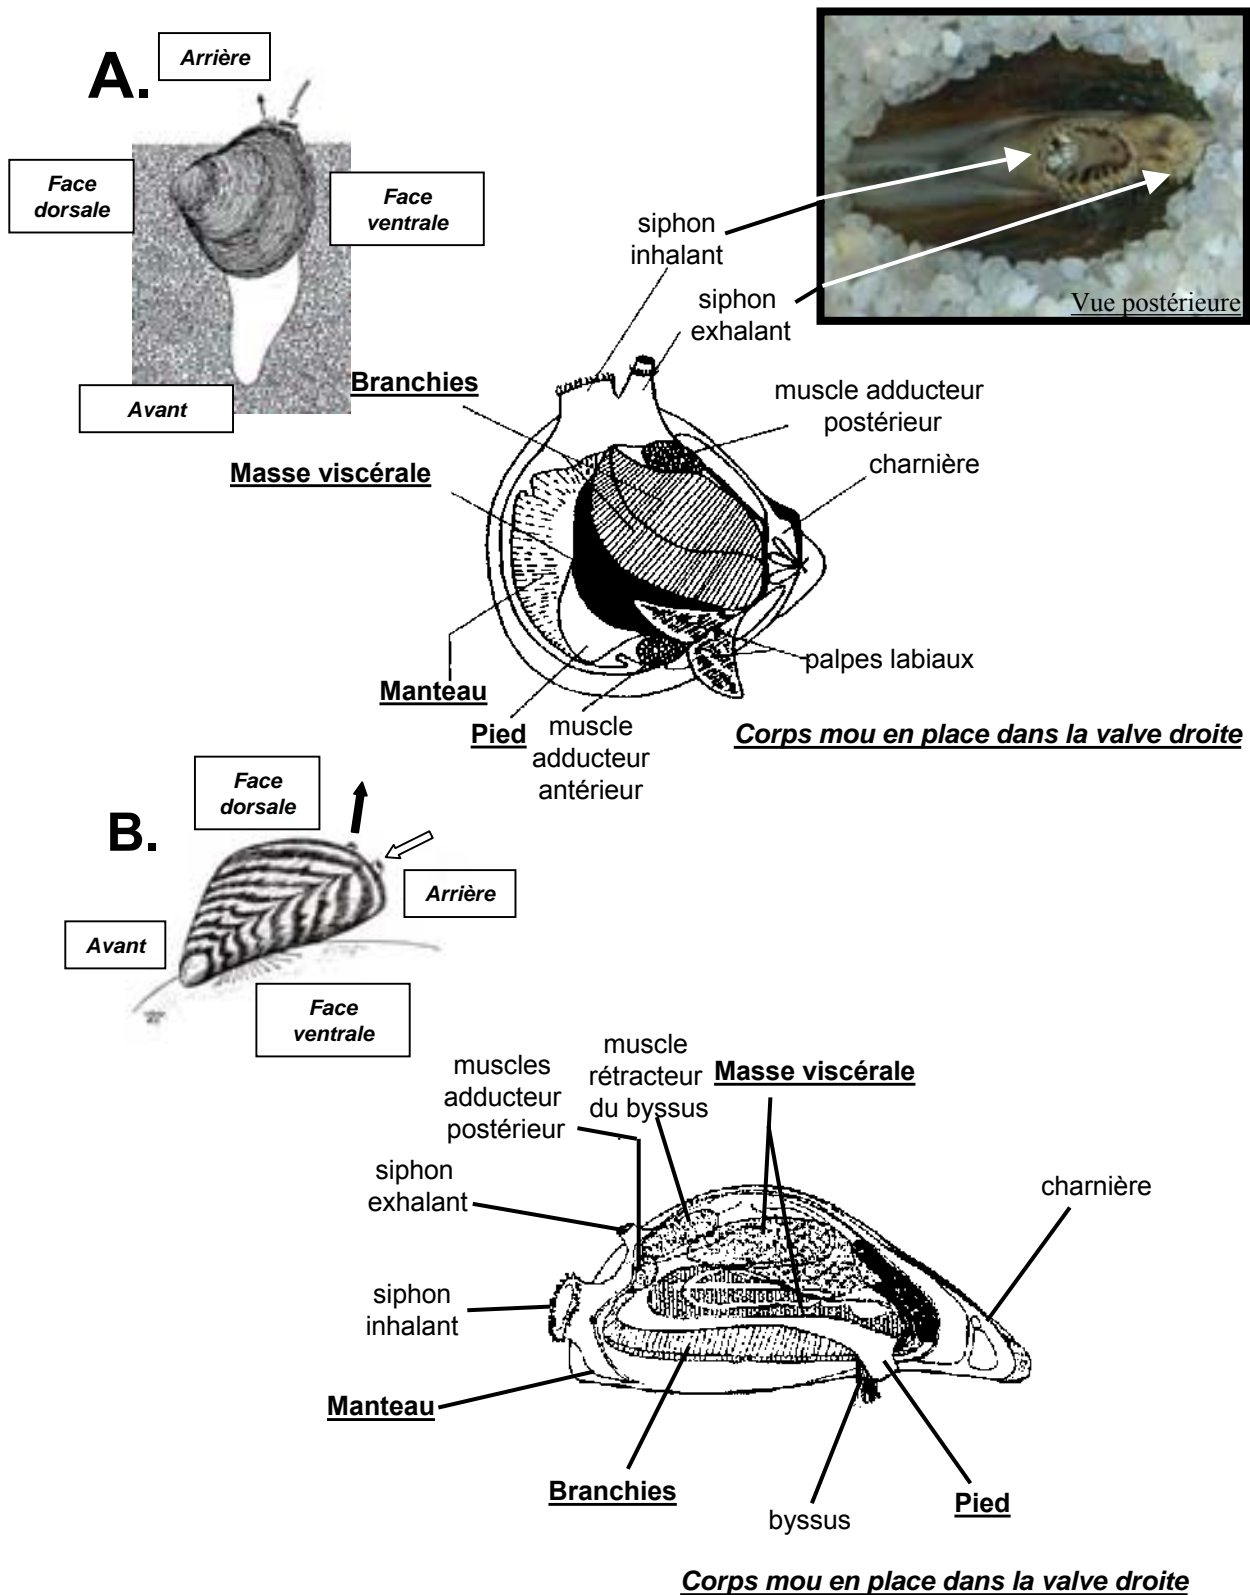 A.
Arrière
Face
dorsale
Face
ventrale
Avant
siphon
inhalant
siphon
exhalant
Vue postérieure
Branchies
muscle adducteur
postérieur
Masse viscérale
charnière
palpes labiaux
Manteau
Pied
muscle
adducteur
antérieur
Corps mou en place dans la valve droite
B.
Face
dorsale
Arrière
Avant
Face
ventrale
muscles
adducteur
postérieur
muscle
rétracteur
du byssus
Masse viscérale
siphon
exhalant
charnière
siphon
inhalant
Manteau
Branchies
byssus
Pied
Corps mou en place dans la valve droite